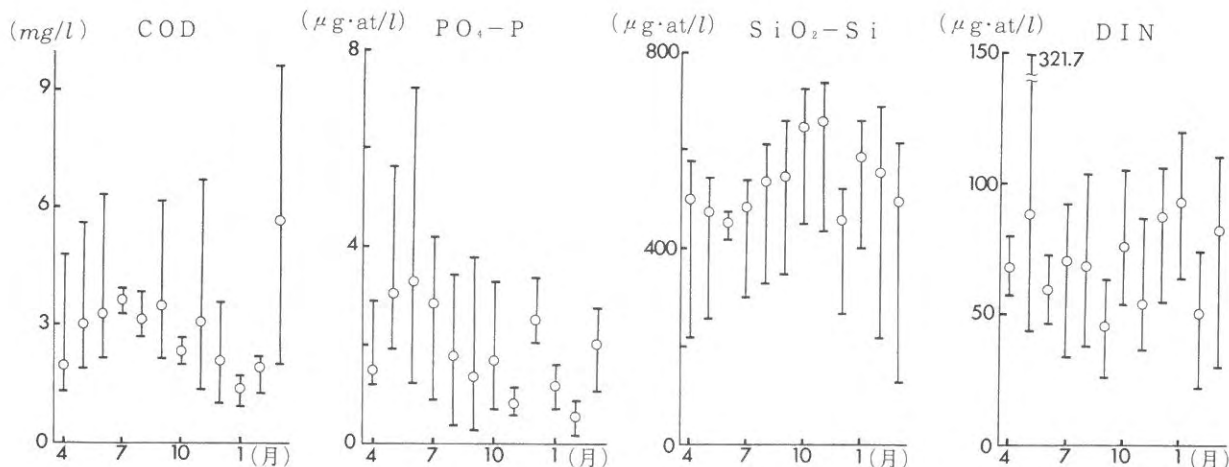 (mg/l) COD
9
6
3
0
4 7 10 1 (月)
(μg·at/l) PO₄-P
8
4
0
4 7 10 1 (月)
(μg·at/l) SiO₂-Si
800
400
0
4 7 10 1 (月)
(μg·at/l) DIN
150
321.7
100
50
0
4 7 10 1 (月)